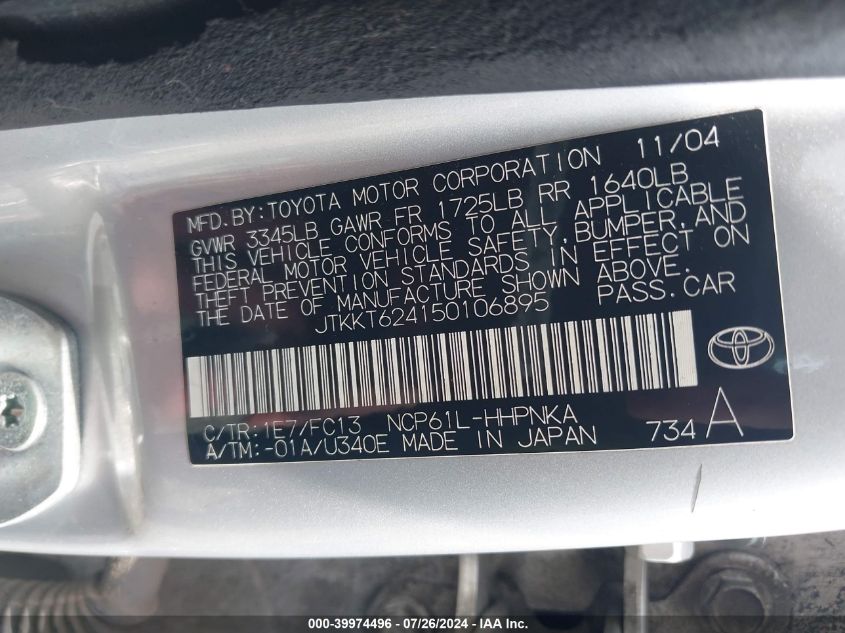 MFD. BY: TOYOTA MOTOR CORPORATION 11/04
GVWR 3345LB GAWR FR 1725LB RR 1640LB
THIS VEHICLE CONFORMS TO ALL APPLICABLE
FEDERAL MOTOR VEHICLE SAFETY, BUMPER, AND
THEFT PREVENTION STANDARDS IN EFFECT ON
THE DATE OF MANUFACTURE SHOWN ABOVE.
JTKKT624150106895 PASS. CAR
C/TR: 1E7/FC13 NCP61L-HHPNKA
A/TM: -01A/U340E MADE IN JAPAN 734 A
000-39974496 - 07/26/2024 - IAA Inc.